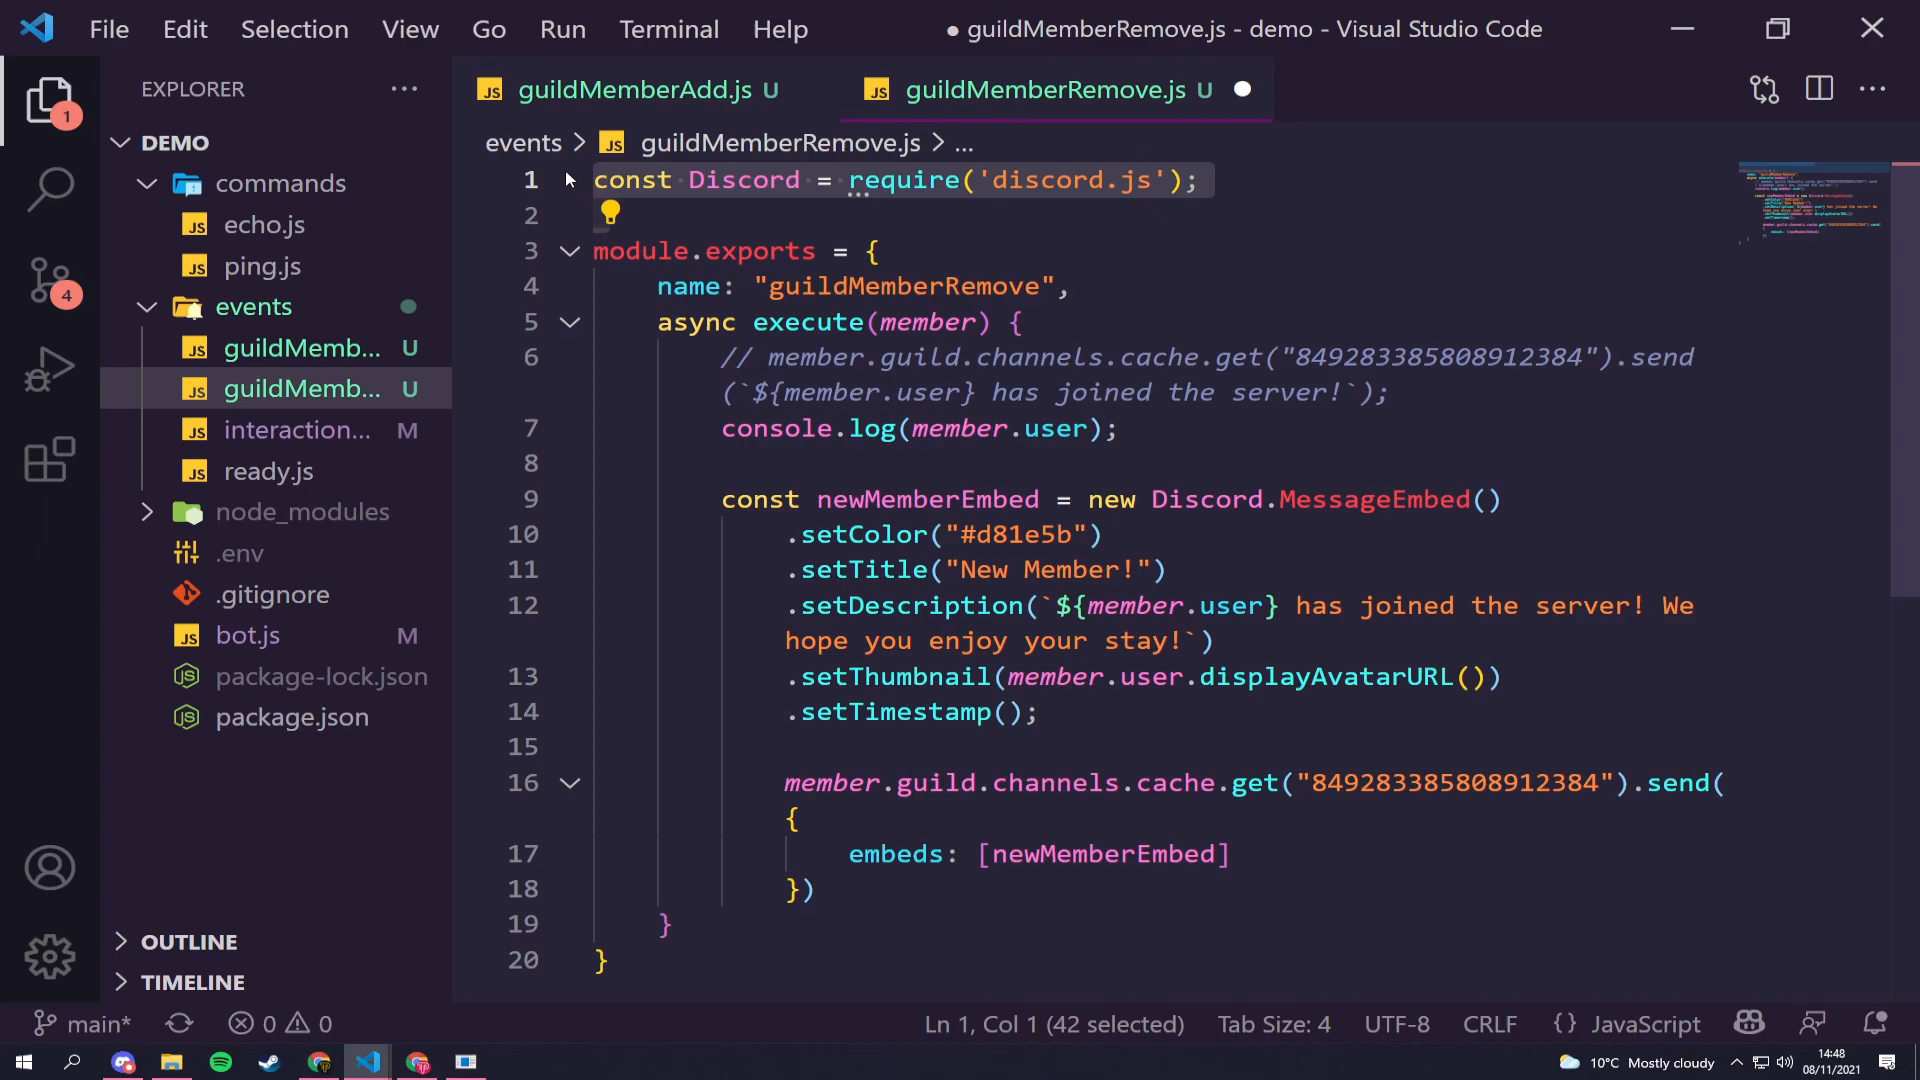 File Edit Selection View Go Run Terminal Help
● guildMemberRemove.js - demo - Visual Studio Code
EXPLORER
guildMemberAdd.js U
guildMemberRemove.js U
events > JS guildMemberRemove.js > ...
1
4
DEMO
commands
echo.js
ping.js
events
guildMemb... U
guildMemb... U
interaction... M
ready.js
node_modules
.env
.gitignore
bot.js M
package-lock.json
package.json
OUTLINE
TIMELINE
1 const Discord = require('discord.js');
2
3 module.exports = {
4 name: "guildMemberRemove",
5 async execute(member) {
6 // member.guild.channels.cache.get("849283385808912384").send
(`${member.user} has joined the server!`);
7 console.log(member.user);
8
9 const newMemberEmbed = new Discord.MessageEmbed()
10 .setColor("#d81e5b")
11 .setTitle("New Member!")
12 .setDescription(`${member.user} has joined the server! We
hope you enjoy your stay!`)
13 .setThumbnail(member.user.displayAvatarURL())
14 .setTimestamp();
15
16 member.guild.channels.cache.get("849283385808912384").send(
{
17 embeds: [newMemberEmbed]
18 })
19 }
20 }
main* 0 0
Ln 1, Col 1 (42 selected) Tab Size: 4 UTF-8 CRLF {} JavaScript
10°C Mostly cloudy
14:48
08/11/2021